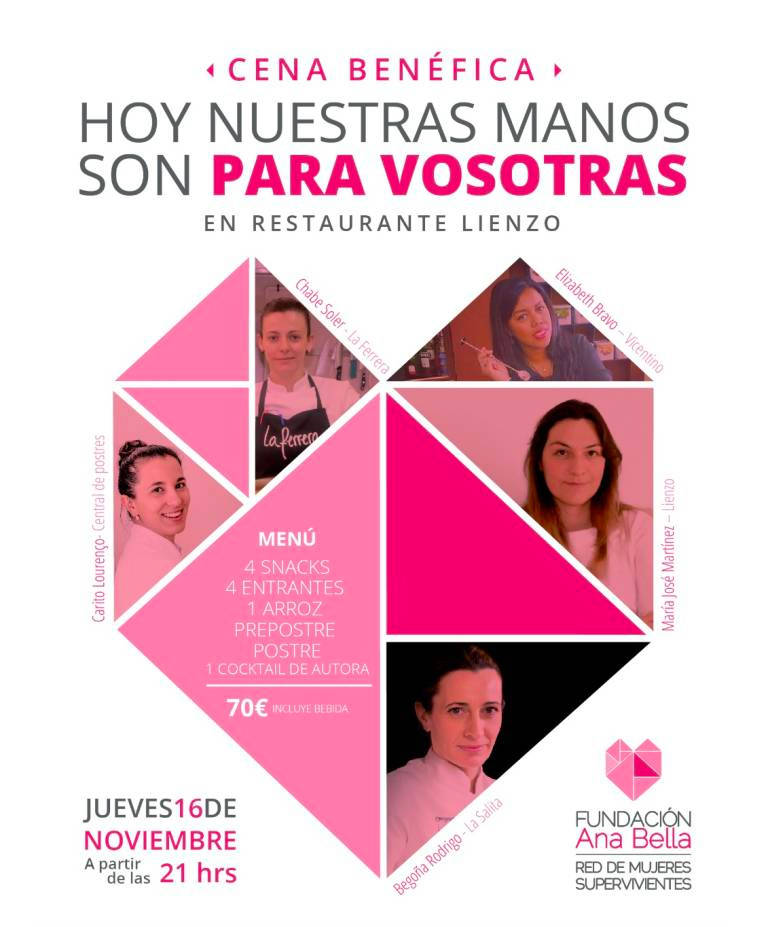 CENA BENÉFICA
HOY NUESTRAS MANOS
SON PARA VOSOTRAS
EN RESTAURANTE LIENZO
Chabe Soler - La Ferrera
Elizabeth Bravo – Vicentino
La Ferrera
Carito Lourenço- Central de postres
María José Martínez – Lienzo
MENÚ
4 SNACKS
4 ENTRANTES
1 ARROZ
PREPOSTRE
POSTRE
1 COCKTAIL DE AUTORA
70€ INCLUYE BEBIDA
Begoña Rodrigo - La Salita
JUEVES16DE
NOVIEMBRE
A partir
de las 21 hrs
FUNDACIÓN
Ana Bella
RED DE MUJERES
SUPERVIVIENTES